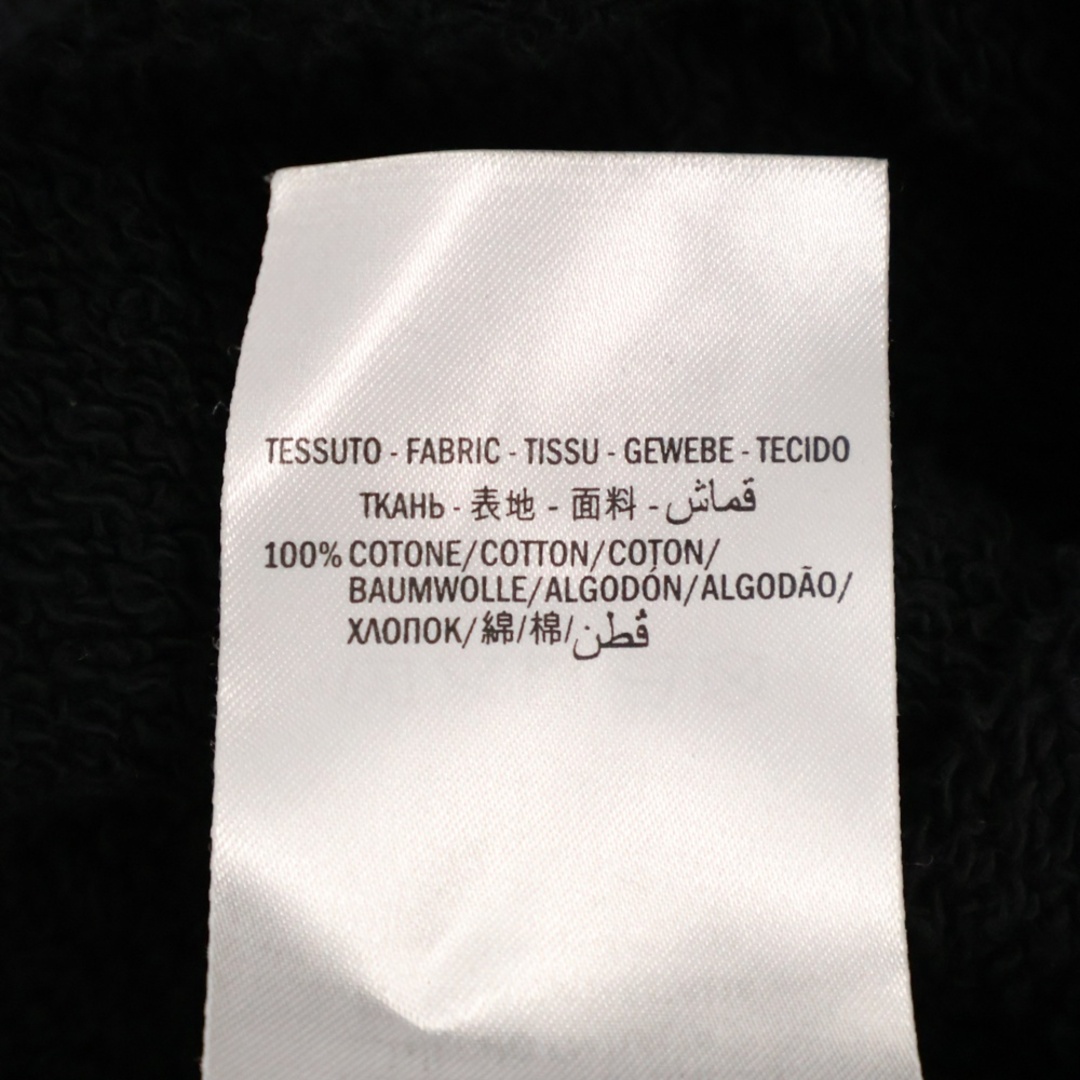 TESSUTO - FABRIC - TISSU - GEWEBE - TECIDO
ТКАНЬ - 表地 - 面料 - قماش
100% COTONE/COTTON/COTON/
BAUMWOLLE/ALGODÓN/ALGODÃO/
ХЛОПОК/綿/棉/قُطن